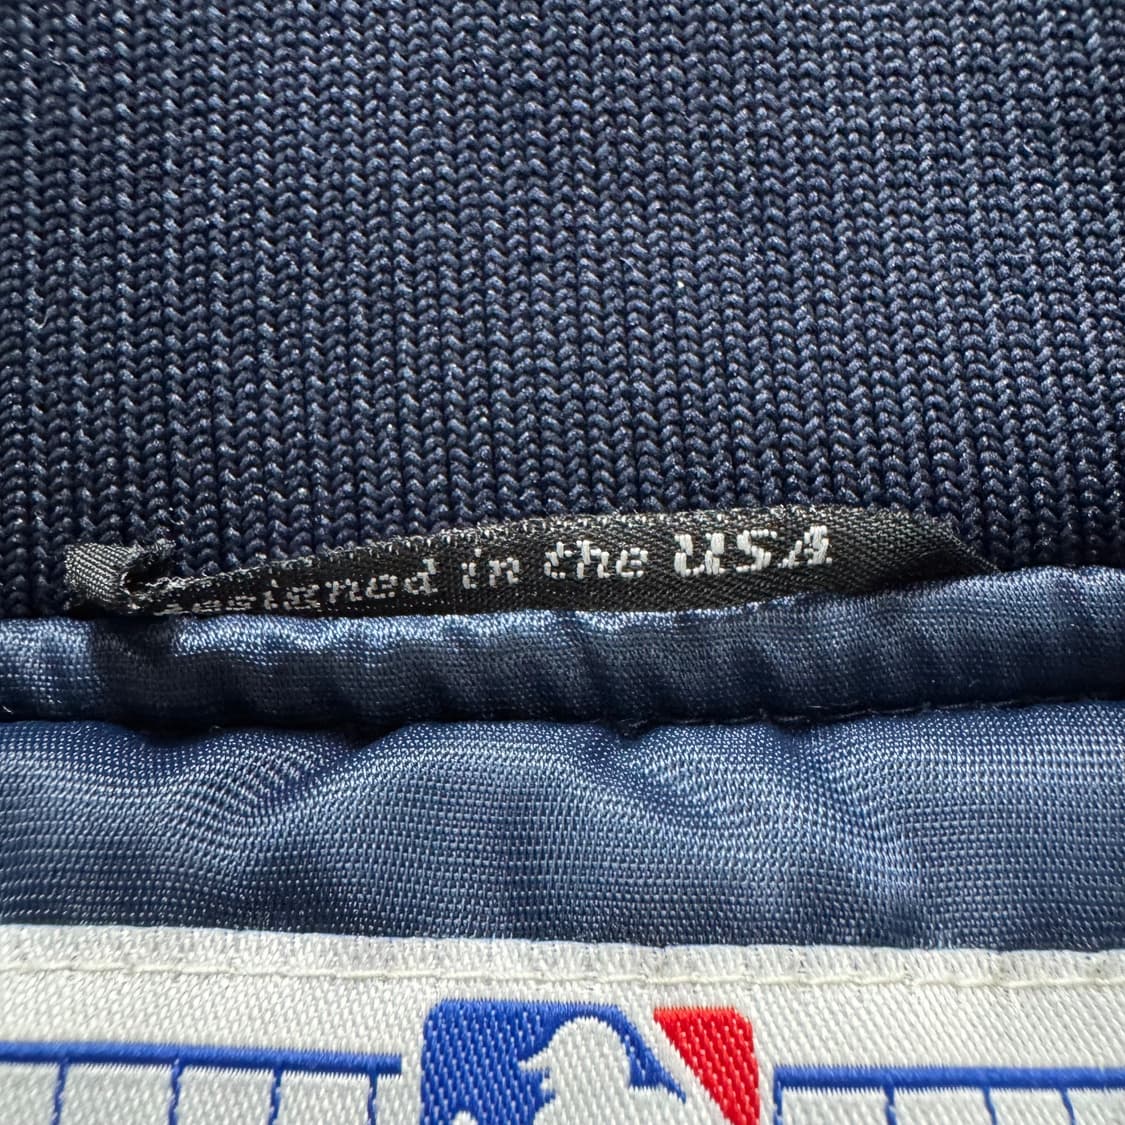 Designed in the USA